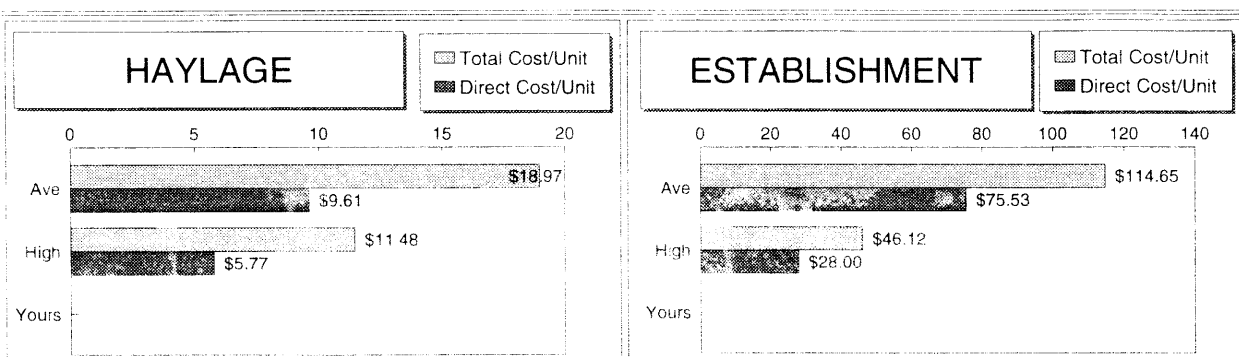 HAYLAGE
Total Cost/Unit
Direct Cost/Unit
0 5 10 15 20
Ave
$18.97
$9.61
High
$11.48
$5.77
Yours
ESTABLISHMENT
Total Cost/Unit
Direct Cost/Unit
0 20 40 60 80 100 120 140
Ave
$114.65
$75.53
High
$46.12
$28.00
Yours